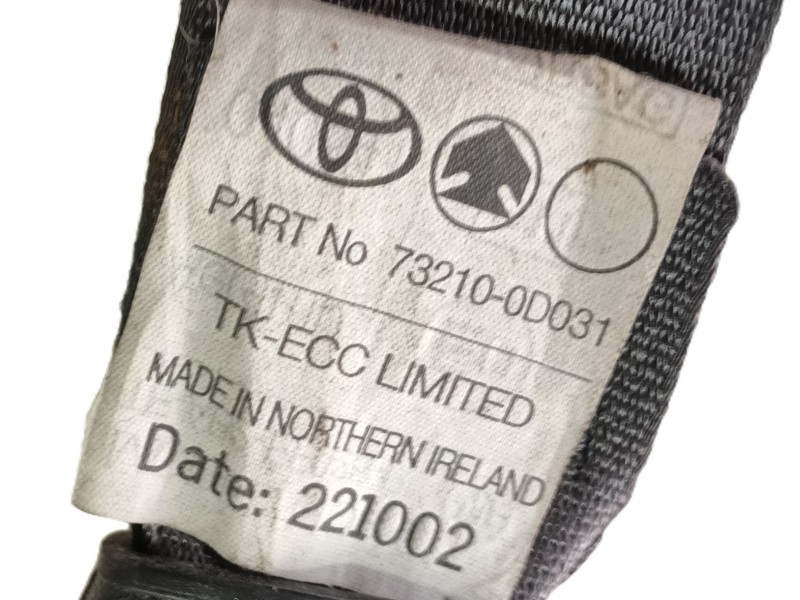 PART No 73210-0D031
TK-ECC LIMITED
MADE IN NORTHERN IRELAND
Date: 221002